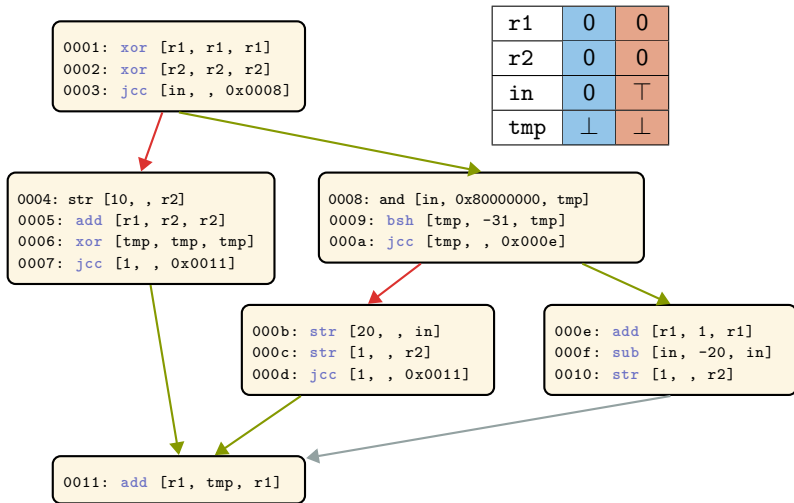 0001: xor [r1, r1, r1]
0002: xor [r2, r2, r2]
0003: jcc [in, , 0x0008]
r1 0 0
r2 0 0
in 0 ⊤
tmp ⊥ ⊥
0004: str [10, , r2]
0005: add [r1, r2, r2]
0006: xor [tmp, tmp, tmp]
0007: jcc [1, , 0x0011]
0008: and [in, 0x80000000, tmp]
0009: bsh [tmp, -31, tmp]
000a: jcc [tmp, , 0x000e]
000b: str [20, , in]
000c: str [1, , r2]
000d: jcc [1, , 0x0011]
000e: add [r1, 1, r1]
000f: sub [in, -20, in]
0010: str [1, , r2]
0011: add [r1, tmp, r1]